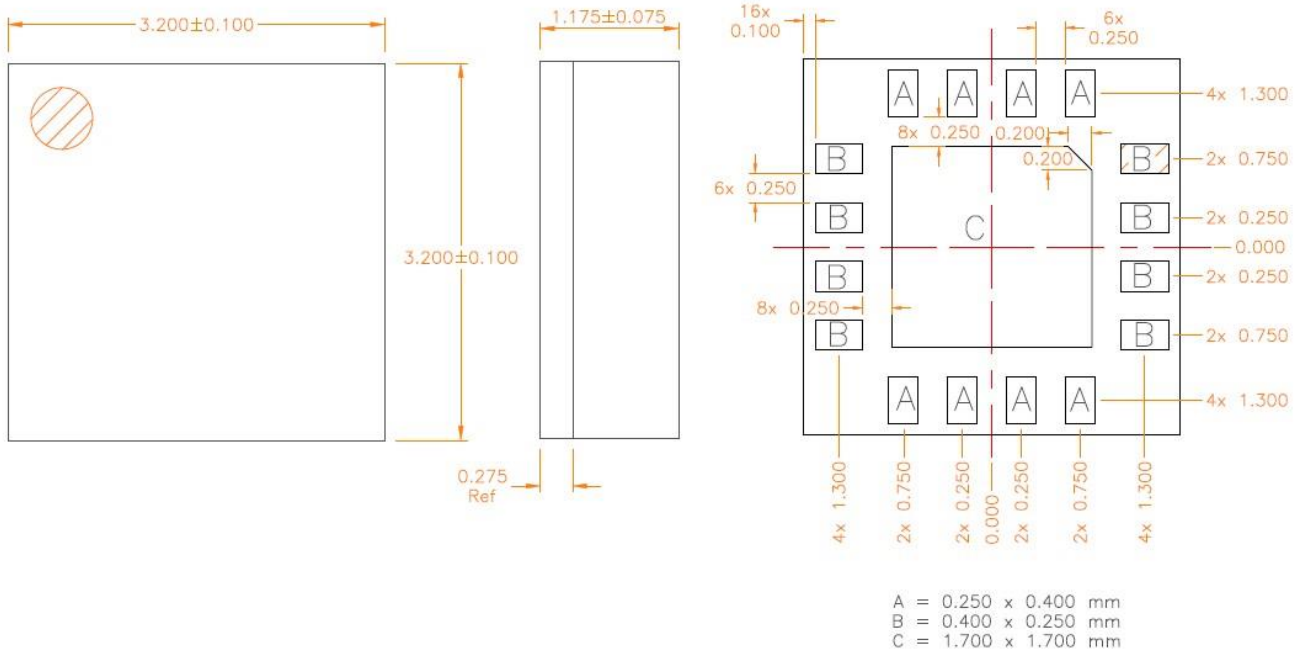 3.200±0.100
3.200±0.100
1.175±0.075
0.275
Ref
16x
0.100
6x
0.250
A A A A
4x 1.300
8x 0.250
0.200
0.200
B B
2x 0.750
6x 0.250
B B
2x 0.250
C
0.000
B B
2x 0.250
8x 0.250
B B
2x 0.750
A A A A
4x 1.300
4x 1.300
2x 0.750
2x 0.250
0.000
2x 0.250
2x 0.750
4x 1.300
A = 0.250 x 0.400 mm
B = 0.400 x 0.250 mm
C = 1.700 x 1.700 mm